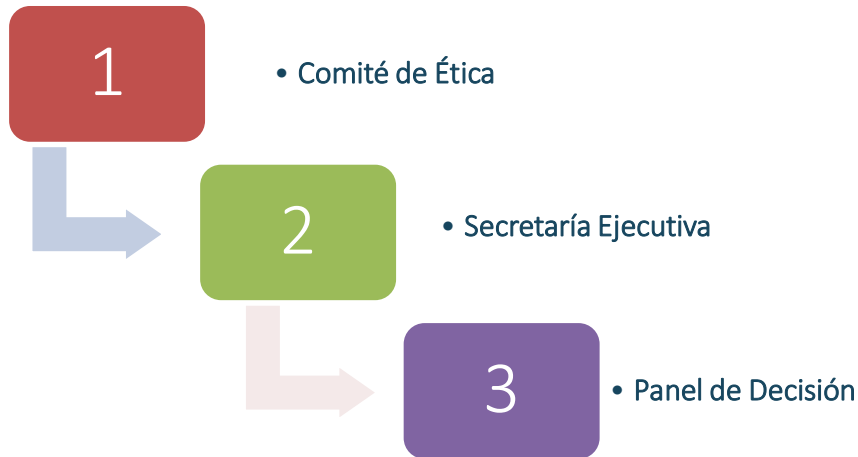 1
• Comité de Ética
2
• Secretaría Ejecutiva
3
• Panel de Decisión